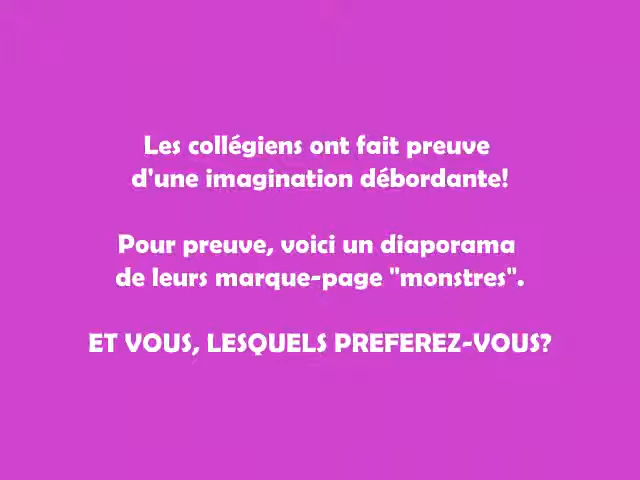 Les collégiens ont fait preuve
d'une imagination débordante!
Pour preuve, voici un diaporama
de leurs marque-page "monstres".
ET VOUS, LESQUELS PREFEREZ-VOUS?